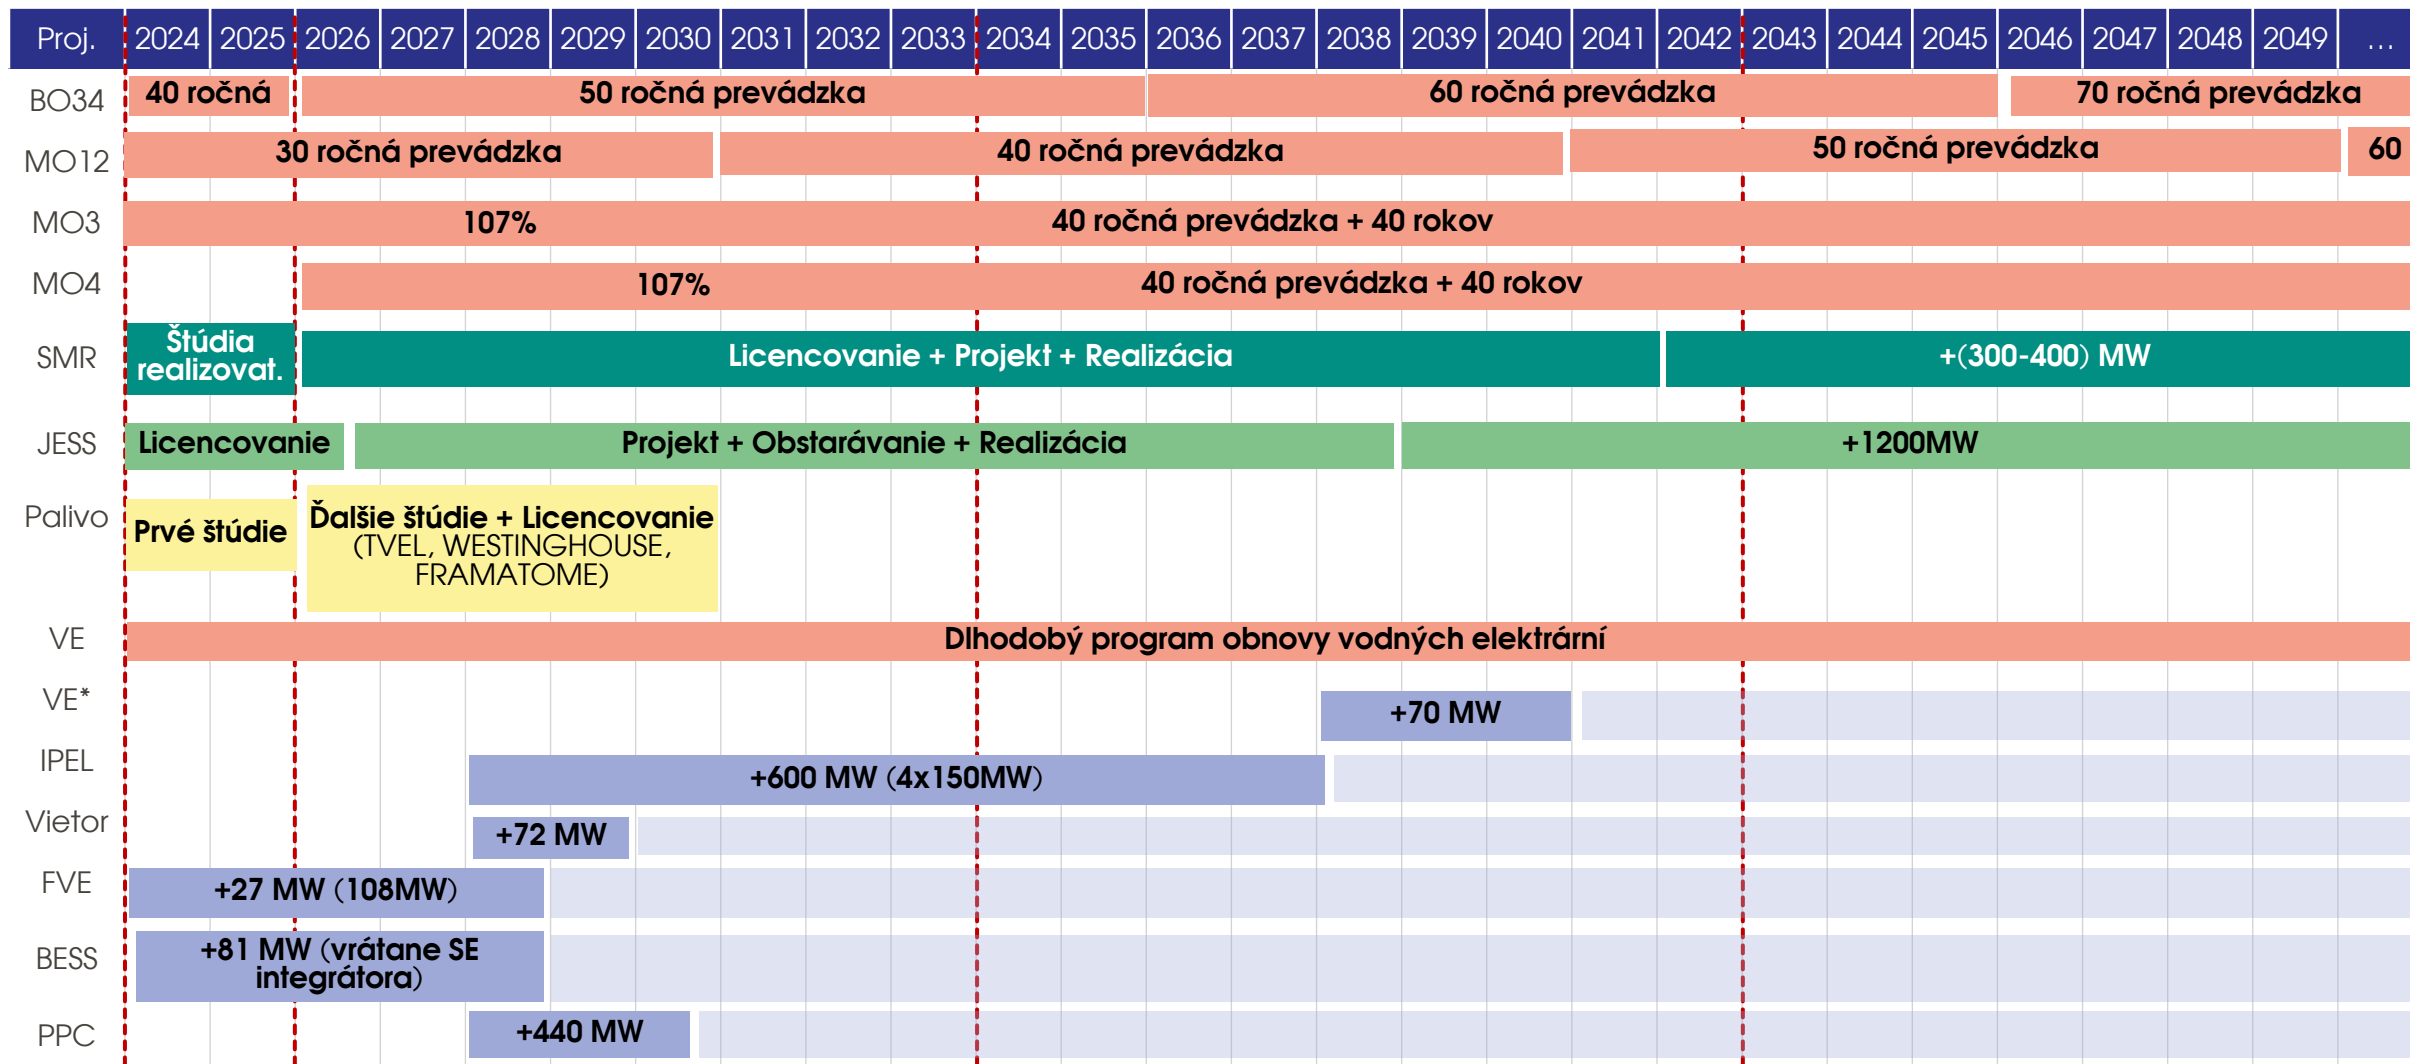 Proj. 2024 2025 2026 2027 2028 2029 2030 2031 2032 2033 2034 2035 2036 2037 2038 2039 2040 2041 2042 2043 2044 2045 2046 2047 2048 2049 ...
BO34 40 ročná 50 ročná prevádzka 60 ročná prevádzka 70 ročná prevádzka
MO12 30 ročná prevádzka 40 ročná prevádzka 50 ročná prevádzka 60
MO3 107% 40 ročná prevádzka + 40 rokov
MO4 107% 40 ročná prevádzka + 40 rokov
SMR Štúdia
realizovat. Licencovanie + Projekt + Realizácia +(300-400) MW
JESS Licencovanie Projekt + Obstarávanie + Realizácia +1200MW
Palivo Prvé štúdie Ďalšie štúdie + Licencovanie
(TVEL, WESTINGHOUSE,
FRAMATOME)
VE Dlhodobý program obnovy vodných elektrární
VE* +70 MW
IPEL +600 MW (4x150MW)
Vietor +72 MW
FVE +27 MW (108MW)
BESS +81 MW (vrátane SE
integrátora)
PPC +440 MW